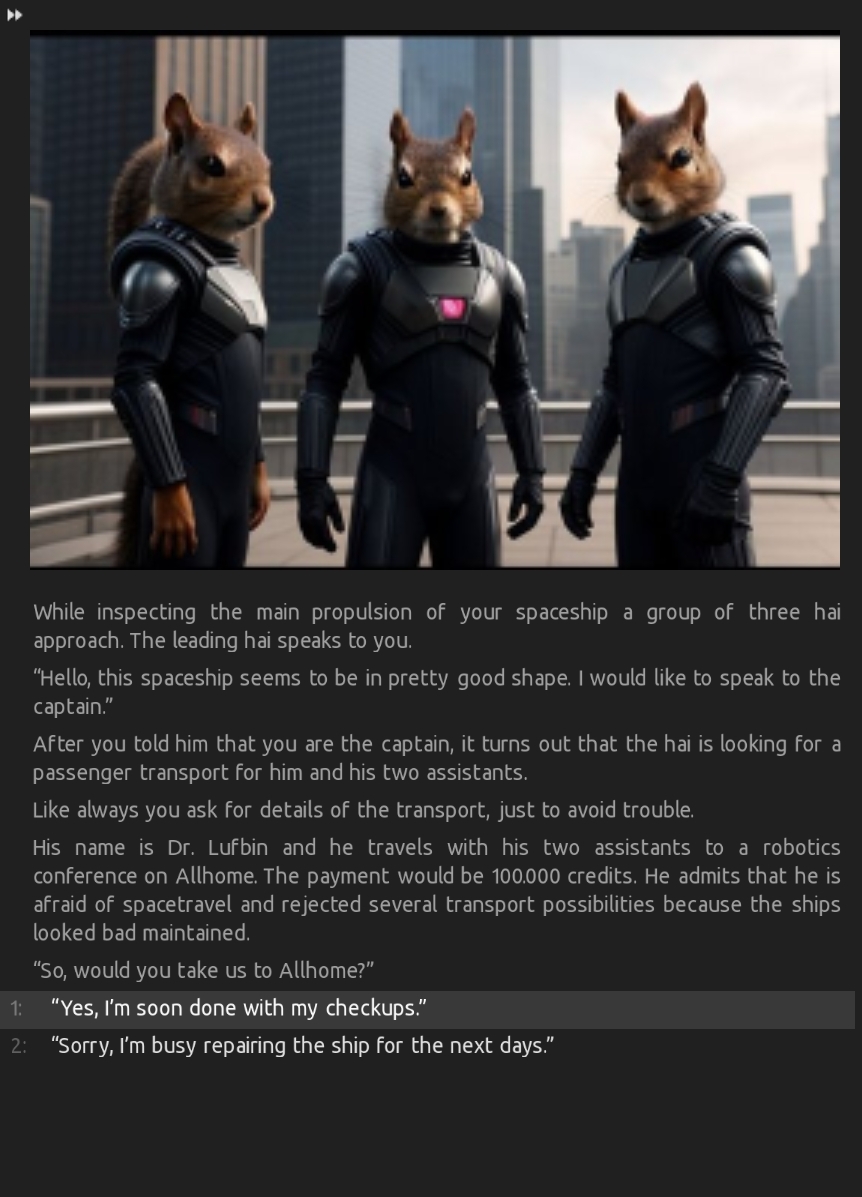 While inspecting the main propulsion of your spaceship a group of three hai
approach. The leading hai speaks to you.
“Hello, this spaceship seems to be in pretty good shape. I would like to speak to the
captain.”
After you told him that you are the captain, it turns out that the hai is looking for a
passenger transport for him and his two assistants.
Like always you ask for details of the transport, just to avoid trouble.
His name is Dr. Lufbin and he travels with his two assistants to a robotics
conference on Allhome. The payment would be 100.000 credits. He admits that he is
afraid of spacetravel and rejected several transport possibilities because the ships
looked bad maintained.
“So, would you take us to Allhome?”
1: “Yes, I’m soon done with my checkups.”
2: “Sorry, I’m busy repairing the ship for the next days.”